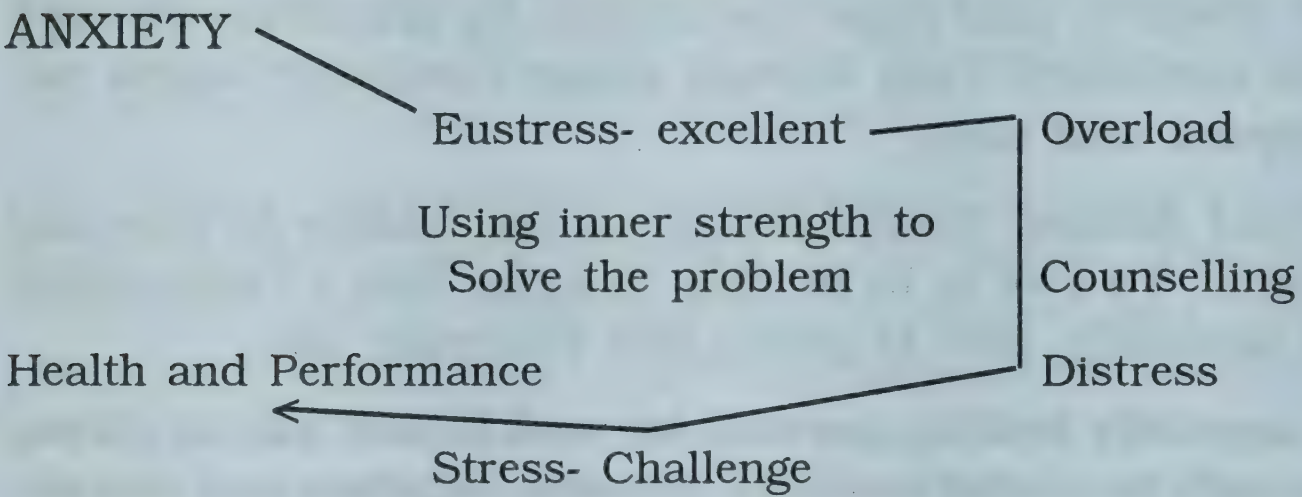 ANXIETY
Eustress- excellent
Overload
Using inner strength to
Solve the problem
Counselling
Health and Performance
Distress
Stress- Challenge